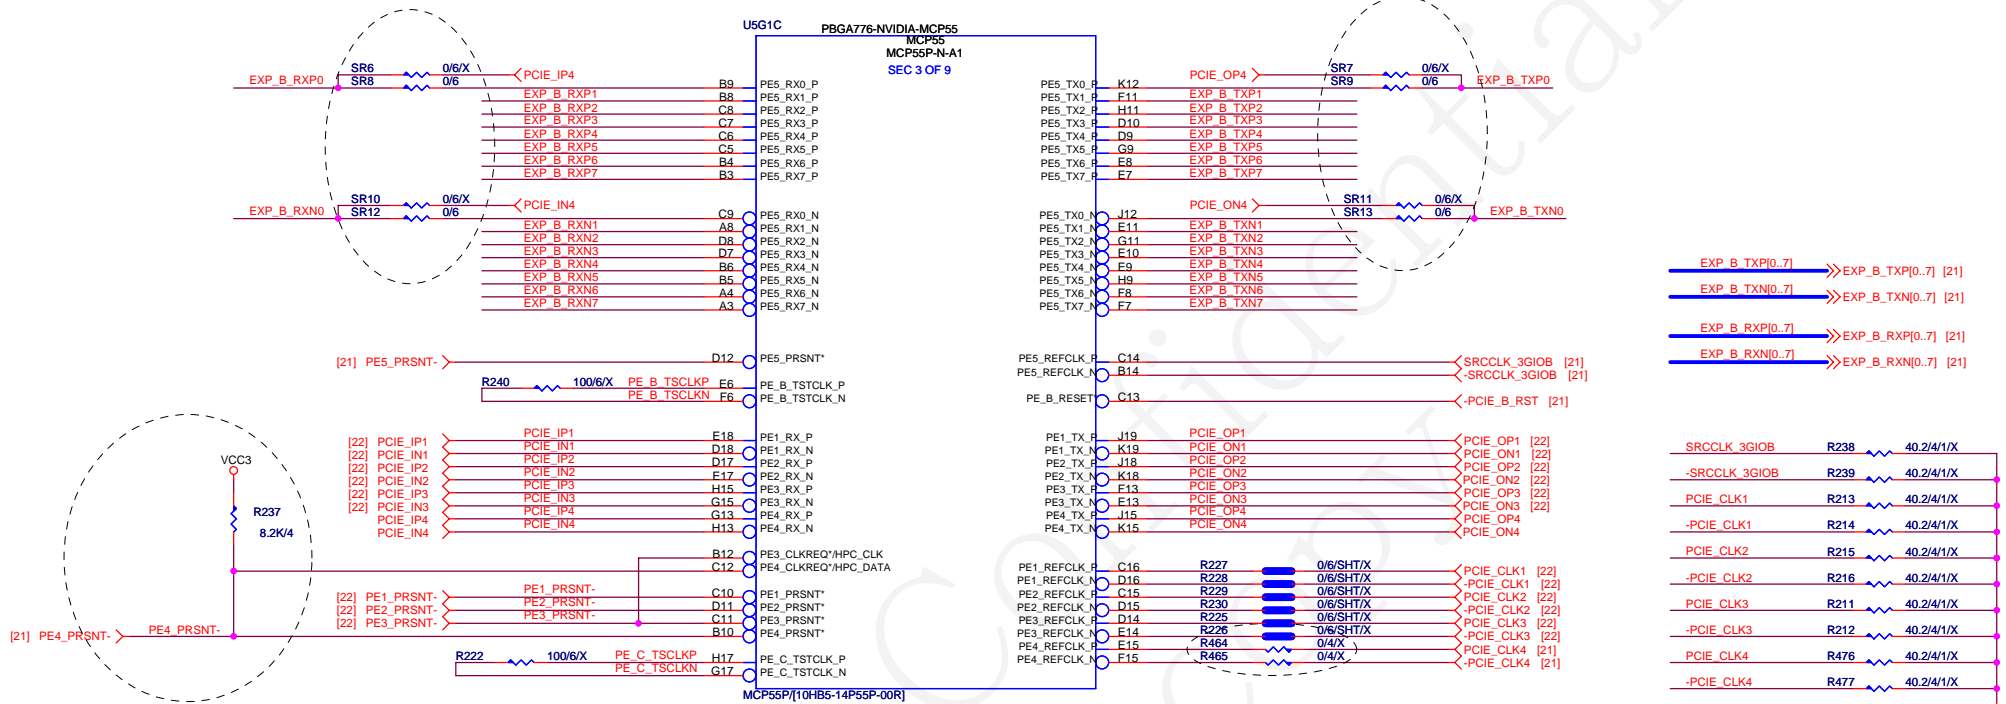 U5G1C
PBGA776-NVIDIA-MCP55
MCP55
MCP55P-N-A1
SEC 3 OF 9
SR6 0/6/X PCIE_IP4
EXP_B_RXP0 SR8 0/6 B9 PE5_RX0_P
EXP_B_RXP1 B8 PE5_RX1_P
EXP_B_RXP2 C8 PE5_RX2_P
EXP_B_RXP3 C7 PE5_RX3_P
EXP_B_RXP4 C6 PE5_RX4_P
EXP_B_RXP5 C5 PE5_RX5_P
EXP_B_RXP6 B4 PE5_RX6_P
EXP_B_RXP7 B3 PE5_RX7_P
SR10 0/6/X PCIE_IN4
EXP_B_RXN0 SR12 0/6 C9 PE5_RX0_N
EXP_B_RXN1 A8 PE5_RX1_N
EXP_B_RXN2 D8 PE5_RX2_N
EXP_B_RXN3 D7 PE5_RX3_N
EXP_B_RXN4 B6 PE5_RX4_N
EXP_B_RXN5 B5 PE5_RX5_N
EXP_B_RXN6 A4 PE5_RX6_N
EXP_B_RXN7 A3 PE5_RX7_N
[21] PE5_PRSNT- D12 PE5_PRSNT*
R240 100/6/X PE_B_TSCLKP E6 PE_B_TSTCLK_P
PE_B_TSCLKN F6 PE_B_TSTCLK_N
[22] PCIE_IP1 PCIE_IP1 E18 PE1_RX_P
[22] PCIE_IN1 PCIE_IN1 D18 PE1_RX_N
[22] PCIE_IP2 PCIE_IP2 D17 PE2_RX_P
[22] PCIE_IN2 PCIE_IN2 E17 PE2_RX_N
[22] PCIE_IP3 PCIE_IP3 H15 PE3_RX_P
[22] PCIE_IN3 PCIE_IN3 G15 PE3_RX_N
PCIE_IP4 PCIE_IP4 G13 PE4_RX_P
PCIE_IN4 PCIE_IN4 H13 PE4_RX_N
VCC3
R237
8.2K/4
B12 PE3_CLKREQ*/HPC_CLK
C12 PE4_CLKREQ*/HPC_DATA
[22] PE1_PRSNT- PE1_PRSNT- C10 PE1_PRSNT*
[22] PE2_PRSNT- PE2_PRSNT- D11 PE2_PRSNT*
[22] PE3_PRSNT- PE3_PRSNT- C11 PE3_PRSNT*
[21] PE4_PRSNT- PE4_PRSNT- B10 PE4_PRSNT*
R222 100/6/X PE_C_TSCLKP H17 PE_C_TSTCLK_P
PE_C_TSCLKN G17 PE_C_TSTCLK_N
MCP55P/[10HB5-14P55P-00R]
PCIE_OP4 SR7 0/6/X
PE5_TX0_P K12 SR9 0/6 EXP_B_TXP0
PE5_TX1_P F11 EXP_B_TXP1
PE5_TX2_P H11 EXP_B_TXP2
PE5_TX3_P D10 EXP_B_TXP3
PE5_TX4_P D9 EXP_B_TXP4
PE5_TX5_P G9 EXP_B_TXP5
PE5_TX6_P E8 EXP_B_TXP6
PE5_TX7_P E7 EXP_B_TXP7
PCIE_ON4 SR11 0/6/X
PE5_TX0_N J12 SR13 0/6 EXP_B_TXN0
PE5_TX1_N E11 EXP_B_TXN1
PE5_TX2_N G11 EXP_B_TXN2
PE5_TX3_N E10 EXP_B_TXN3
PE5_TX4_N E9 EXP_B_TXN4
PE5_TX5_N H9 EXP_B_TXN5
PE5_TX6_N F8 EXP_B_TXN6
PE5_TX7_N F7 EXP_B_TXN7
PE5_REFCLK_P C14 SRCCLK_3GIOB [21]
PE5_REFCLK_N B14 -SRCCLK_3GIOB [21]
PE_B_RESET* C13 -PCIE_B_RST [21]
PE1_TX_P J19 PCIE_OP1 PCIE_OP1 [22]
PE1_TX_N K19 PCIE_ON1 PCIE_ON1 [22]
PE2_TX_P J18 PCIE_OP2 PCIE_OP2 [22]
PE2_TX_N K18 PCIE_ON2 PCIE_ON2 [22]
PE3_TX_P F13 PCIE_OP3 PCIE_OP3 [22]
PE3_TX_N E13 PCIE_ON3 PCIE_ON3 [22]
PE4_TX_P J15 PCIE_OP4 PCIE_OP4
PE4_TX_N K15 PCIE_ON4 PCIE_ON4
PE1_REFCLK_P C16 R227 0/6/SHT/X PCIE_CLK1 [22]
PE1_REFCLK_N D16 R228 0/6/SHT/X -PCIE_CLK1 [22]
PE2_REFCLK_P C15 R229 0/6/SHT/X PCIE_CLK2 [22]
PE2_REFCLK_N D15 R230 0/6/SHT/X -PCIE_CLK2 [22]
PE3_REFCLK_P D14 R225 0/6/SHT/X PCIE_CLK3 [22]
PE3_REFCLK_N E14 R226 0/6/SHT/X -PCIE_CLK3 [22]
PE4_REFCLK_P E15 R464 0/4/X PCIE_CLK4 [21]
PE4_REFCLK_N F15 R465 0/4/X -PCIE_CLK4 [21]
EXP_B_TXP[0..7] EXP_B_TXP[0..7] [21]
EXP_B_TXN[0..7] EXP_B_TXN[0..7] [21]
EXP_B_RXP[0..7] EXP_B_RXP[0..7] [21]
EXP_B_RXN[0..7] EXP_B_RXN[0..7] [21]
SRCCLK_3GIOB R238 40.2/4/1/X
-SRCCLK_3GIOB R239 40.2/4/1/X
PCIE_CLK1 R213 40.2/4/1/X
-PCIE_CLK1 R214 40.2/4/1/X
PCIE_CLK2 R215 40.2/4/1/X
-PCIE_CLK2 R216 40.2/4/1/X
PCIE_CLK3 R211 40.2/4/1/X
-PCIE_CLK3 R212 40.2/4/1/X
PCIE_CLK4 R476 40.2/4/1/X
-PCIE_CLK4 R477 40.2/4/1/X
Confidential
copy